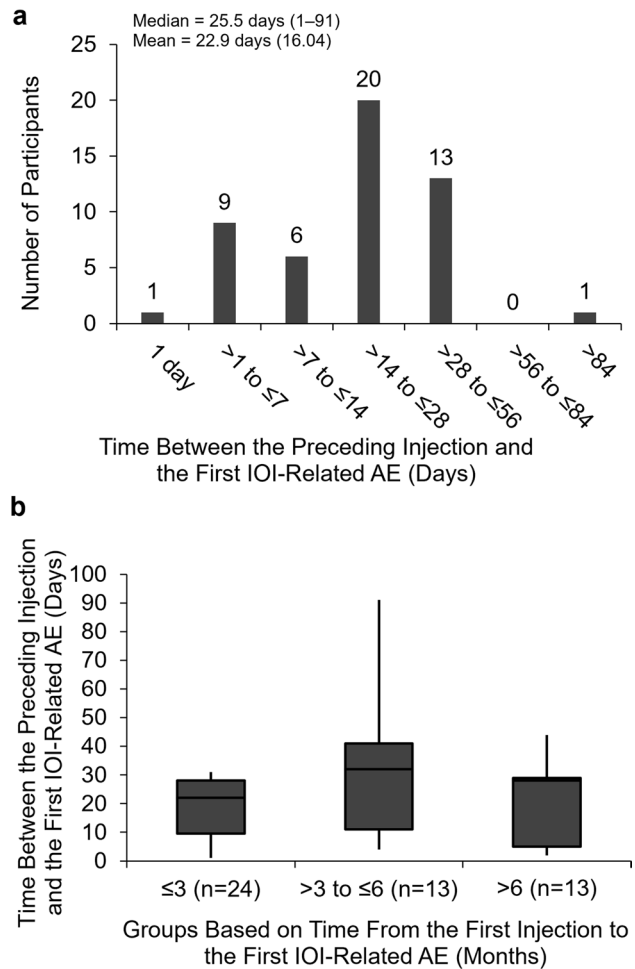 a
Median = 25.5 days (1–91)
Mean = 22.9 days (16.04)
Number of Participants
25
20
15
10
5
0
1
9
6
20
13
0
1
1 day
>1 to ≤7
>7 to ≤14
>14 to ≤28
>28 to ≤56
>56 to ≤84
>84
Time Between the Preceding Injection and
the First IOI-Related AE (Days)
b
Time Between the Preceding Injection
and the First IOI-Related AE (Days)
100
90
80
70
60
50
40
30
20
10
0
≤3 (n=24)
>3 to ≤6 (n=13)
>6 (n=13)
Groups Based on Time From the First Injection to
the First IOI-Related AE (Months)